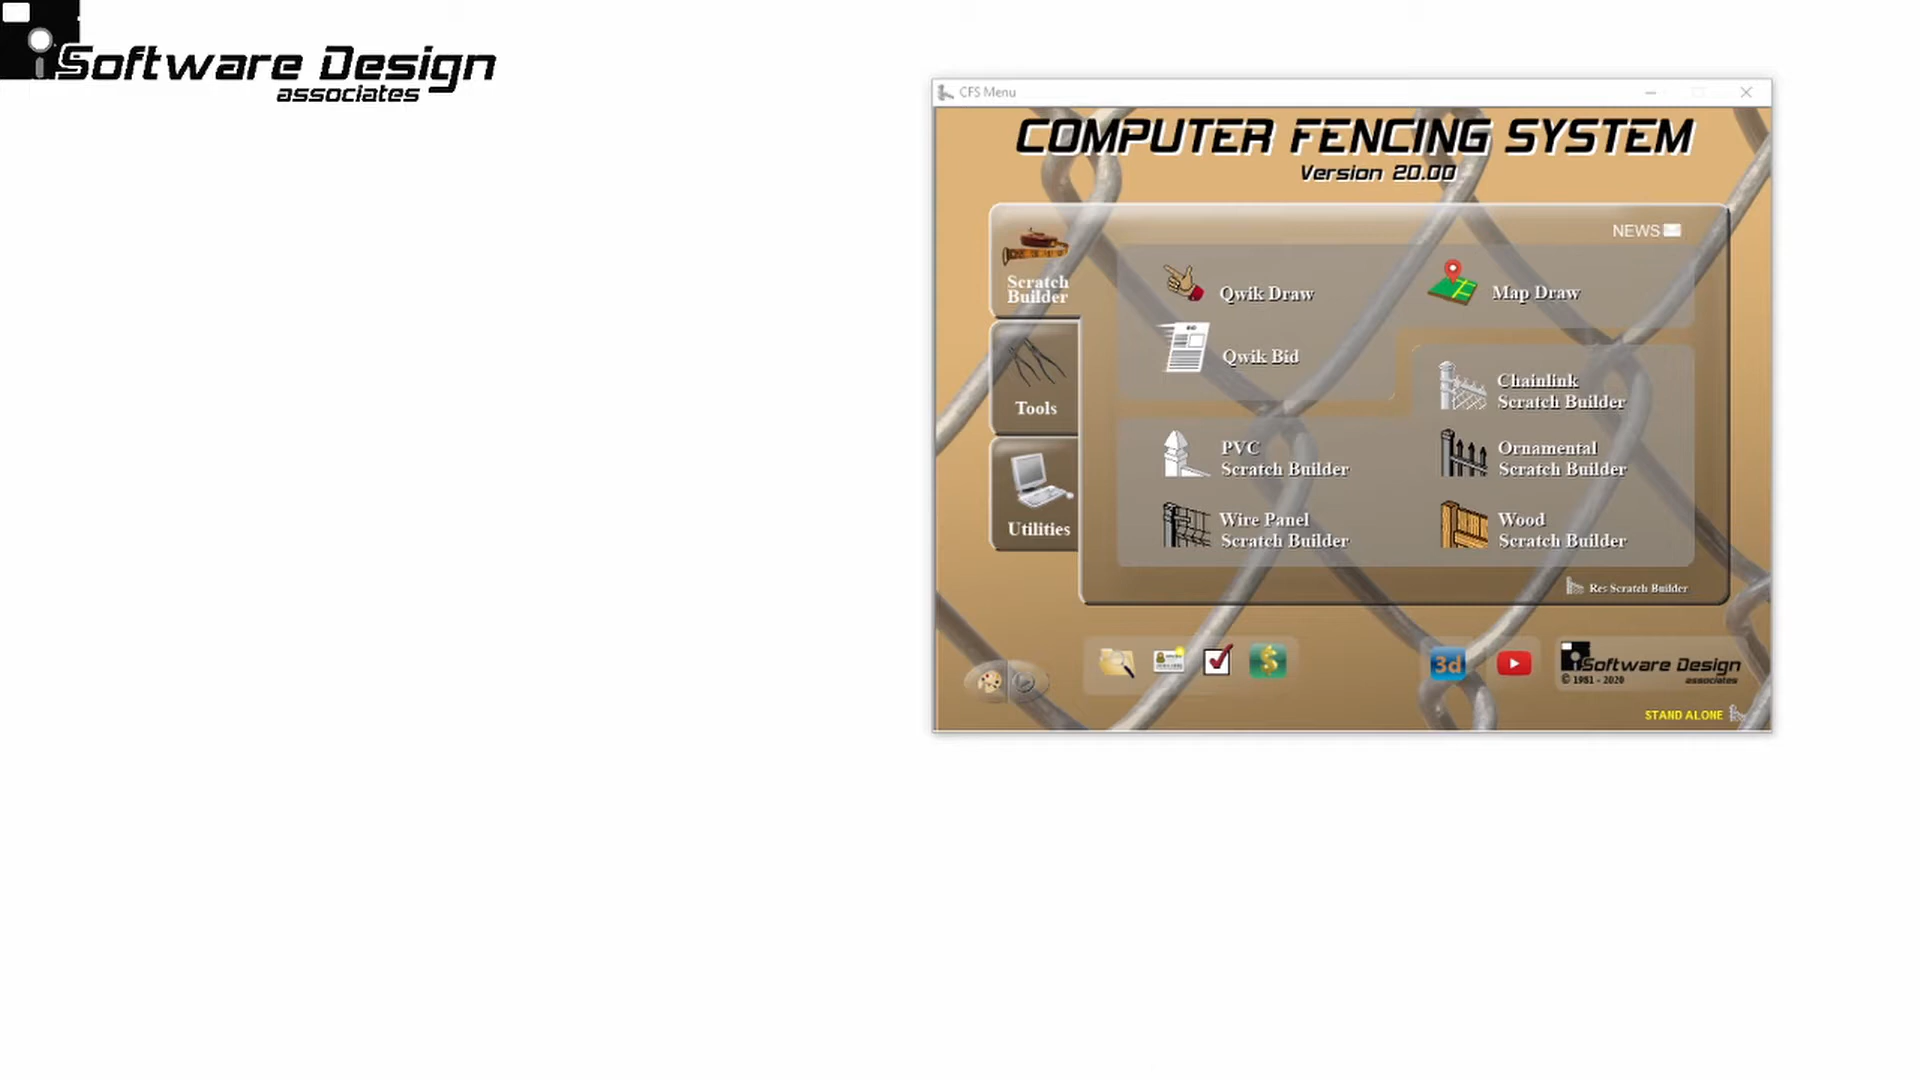 Software Design
associates
CFS Menu
COMPUTER FENCING SYSTEM
Version 20.00
NEWS
Scratch
Builder
Qwik Draw
Map Draw
Qwik Bid
Tools
Chainlink
Scratch Builder
PVC
Scratch Builder
Ornamental
Scratch Builder
Utilities
Wire Panel
Scratch Builder
Wood
Scratch Builder
Res Scratch Builder
3d
Software Design
© 1981 - 2020
associates
STAND ALONE